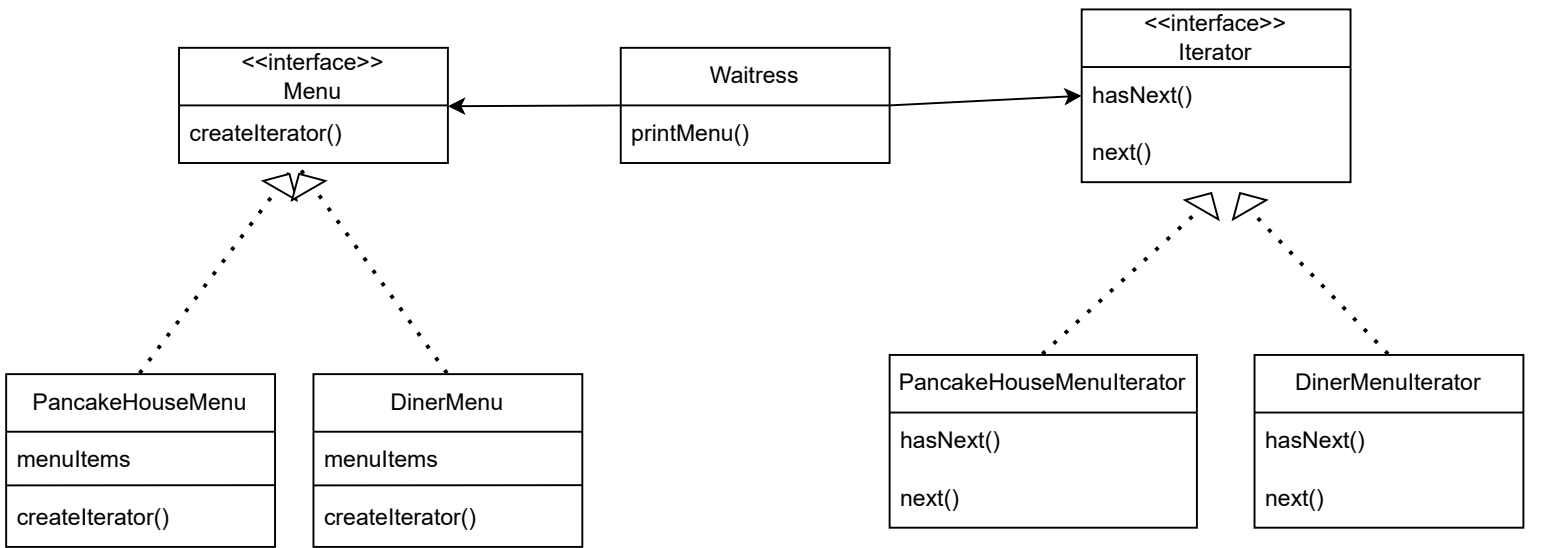 <<interface>>
Menu
createIterator()
Waitress
printMenu()
<<interface>>
Iterator
hasNext()
next()
PancakeHouseMenu
menuItems
createIterator()
DinerMenu
menuItems
createIterator()
PancakeHouseMenuIterator
hasNext()
next()
DinerMenuIterator
hasNext()
next()